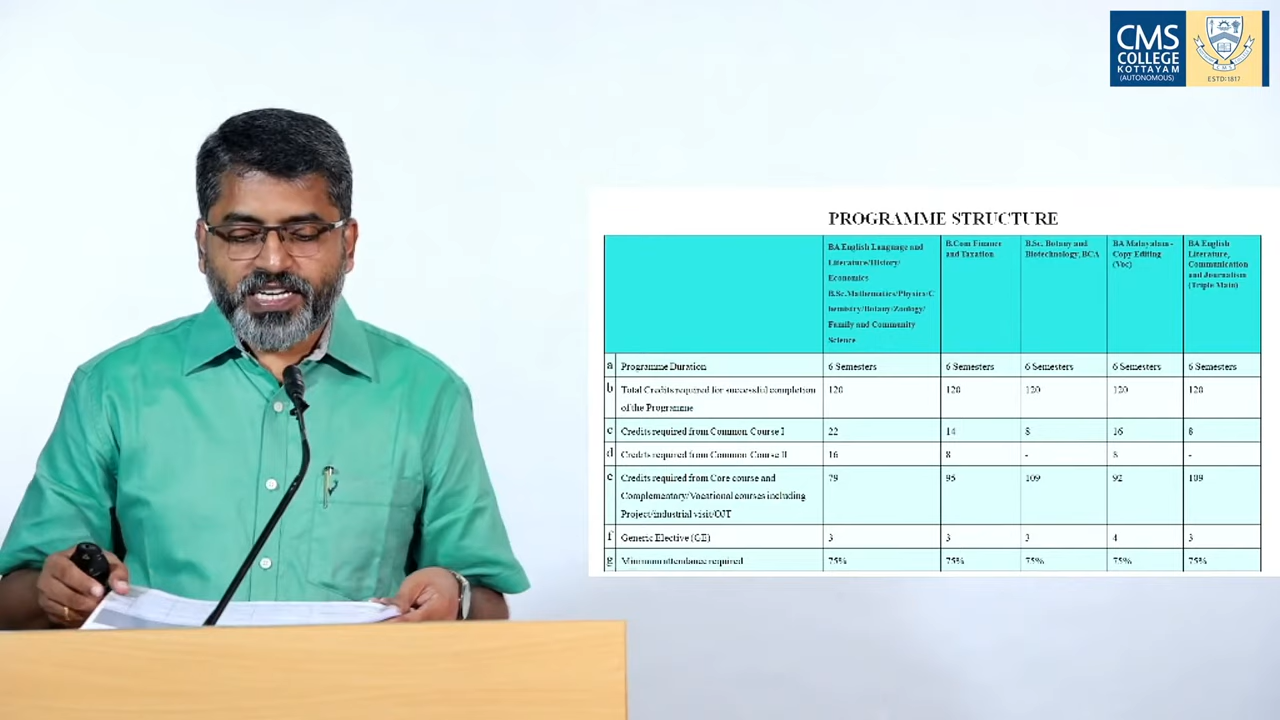 CMS
COLLEGE
KOTTAYAM
(AUTONOMOUS)
CMS
ESTD:1817
PROGRAMME STRUCTURE
BA English Language and
Literature/History/
Economics
B.Sc.Mathematics/Physics/C
hemistry/Botany/Zoology/
Family and Community
Science
B.Com Finance
and Taxation
B.Sc. Botany and
Biotechnology, BCA
BA Malayalam -
Copy Editing
(Voc)
BA English
Literature,
Communication
and Journalism
(Triple Main)
a Programme Duration 6 Semesters 6 Semesters 6 Semesters 6 Semesters 6 Semesters
b Total Credits required for successful completion 120 120 120 120 120
of the Programme
c Credits required from Common Course I 22 14 8 16 8
d Credits required from Common Course II 16 8 - 8 -
e Credits required from Core course and 79 95 109 92 109
Complementary/Vocational courses including
Project/industrial visit/OJT
f Generic Elective (GE) 3 3 3 4 3
g Minimum attendance required 75% 75% 75% 75% 75%